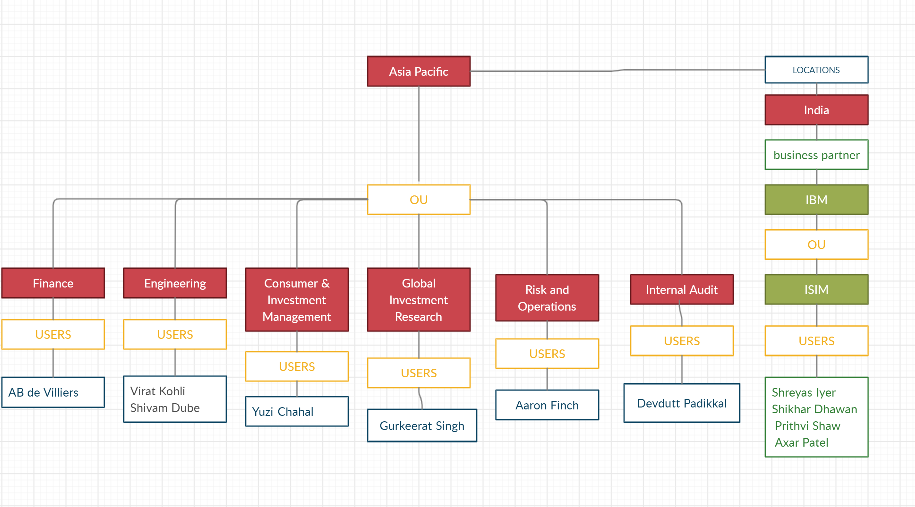 Asia Pacific
LOCATIONS
India
business partner
IBM
OU
ISIM
USERS
Shreyas Iyer
Shikhar Dhawan
Prithvi Shaw
Axar Patel
OU
Finance
USERS
AB de Villiers
Engineering
USERS
Virat Kohli
Shivam Dube
Consumer &
Investment
Management
USERS
Yuzi Chahal
Global
Investment
Research
USERS
Gurkeerat Singh
Risk and
Operations
USERS
Aaron Finch
Internal Audit
USERS
Devdutt Padikkal